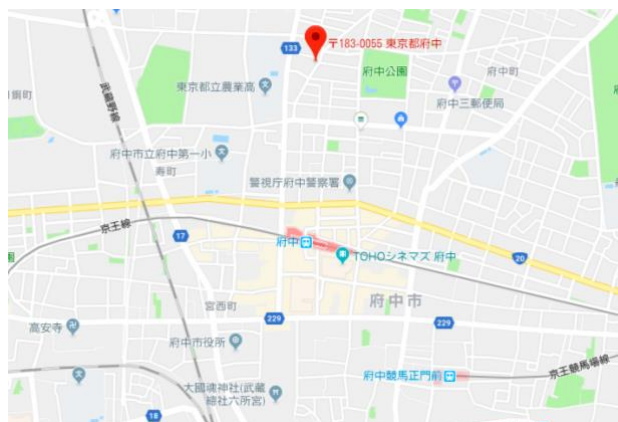 133
〒183-0055 東京都府中
府中公園
府中町
東京都立農業高
府中三郵便局
武蔵野線
府中市立府中第一小
寿町
警視庁府中警察署
京王線
17
府中
TOHOシネマズ 府中
20
宮西町
府中市
229
229
高安寺
府中市役所
府中競馬正門前
京王競馬場線
大國魂神社(武蔵
總社六所宮)
18